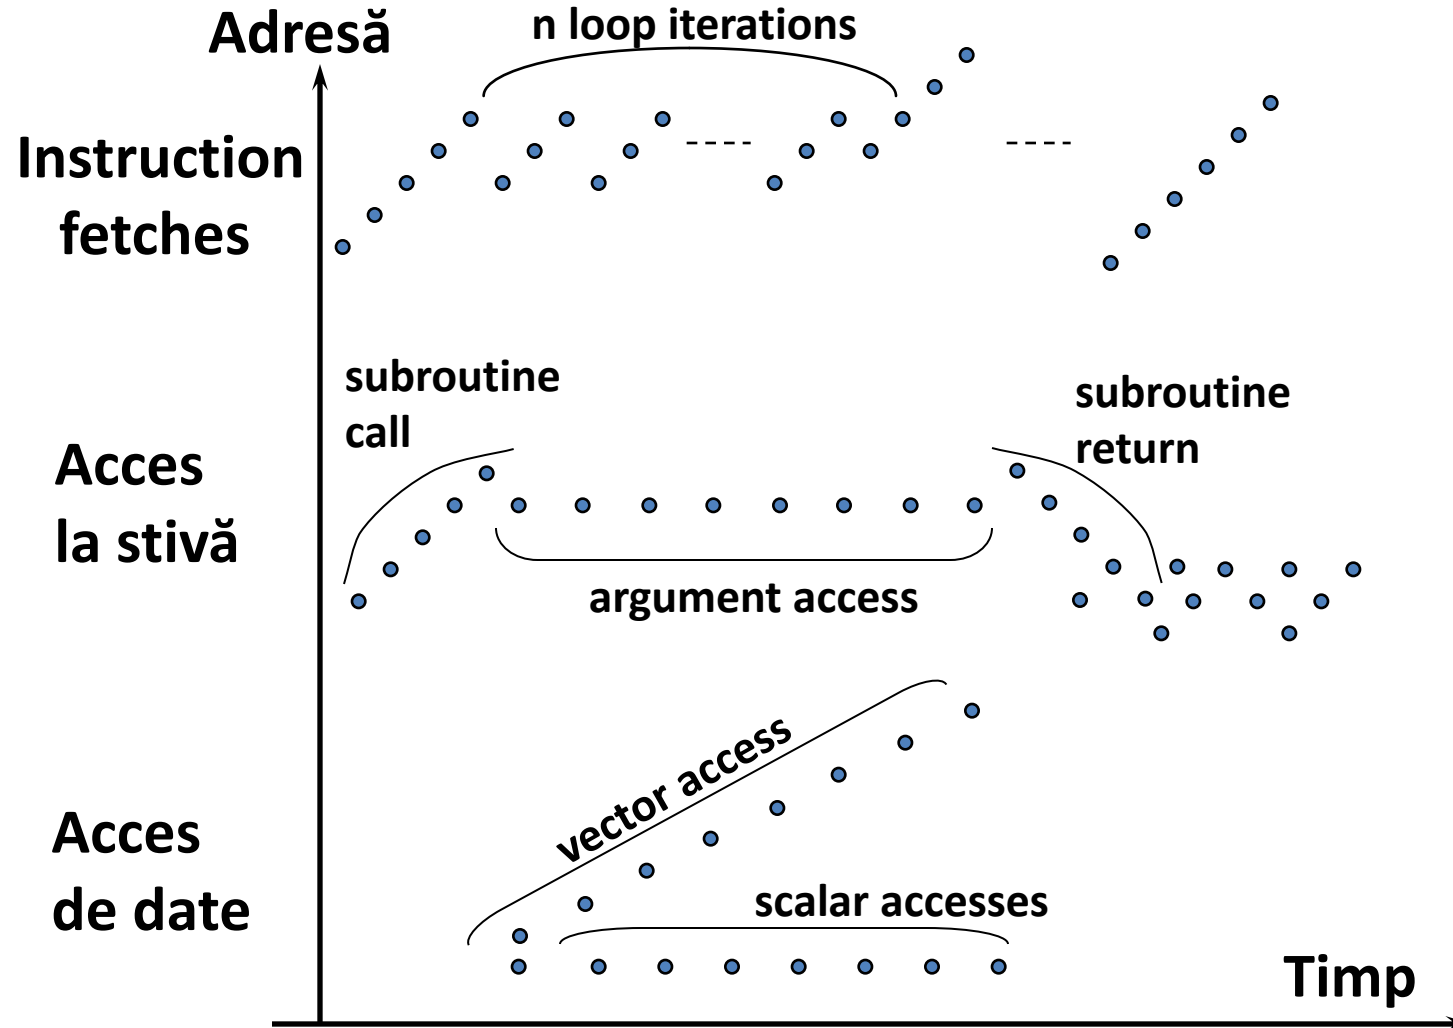 Adresă
n loop iterations
Instruction
fetches
subroutine
call
subroutine
return
Acces
la stivă
argument access
vector access
Acces
de date
scalar accesses
Timp